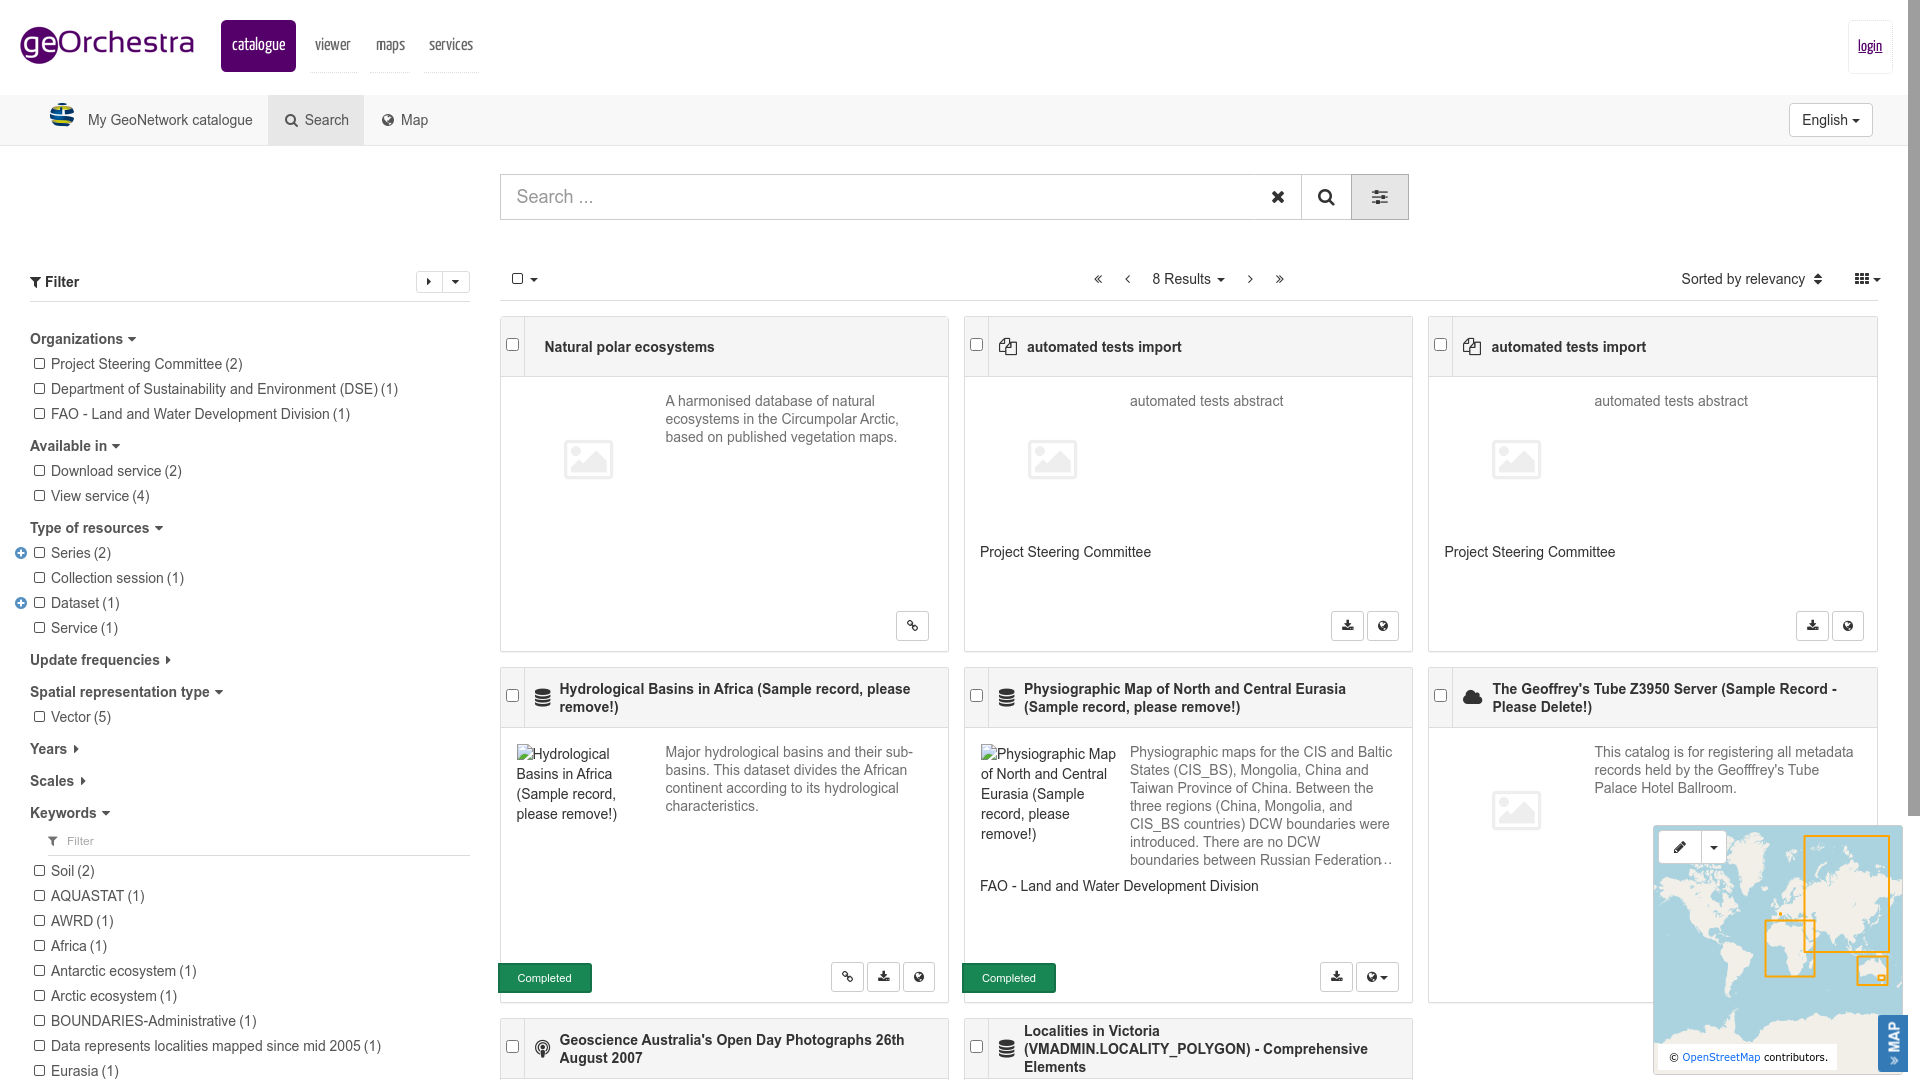 geOrchestra
catalogue
viewer
maps
services
login
My GeoNetwork catalogue
Search
Map
English
Search ...
Filter
8 Results
Sorted by relevancy
Organizations
Project Steering Committee (2)
Department of Sustainability and Environment (DSE) (1)
FAO - Land and Water Development Division (1)
Available in
Download service (2)
View service (4)
Type of resources
Series (2)
Collection session (1)
Dataset (1)
Service (1)
Update frequencies
Spatial representation type
Vector (5)
Years
Scales
Keywords
Filter
Soil (2)
AQUASTAT (1)
AWRD (1)
Africa (1)
Antarctic ecosystem (1)
Arctic ecosystem (1)
BOUNDARIES-Administrative (1)
Data represents localities mapped since mid 2005 (1)
Eurasia (1)
Natural polar ecosystems
A harmonised database of natural
ecosystems in the Circumpolar Arctic,
based on published vegetation maps.
automated tests import
automated tests abstract
Project Steering Committee
automated tests import
automated tests abstract
Project Steering Committee
Hydrological Basins in Africa (Sample record, please
remove!)
Hydrological
Basins in Africa
(Sample record,
please remove!)
Major hydrological basins and their sub-
basins. This dataset divides the African
continent according to its hydrological
characteristics.
Completed
Physiographic Map of North and Central Eurasia
(Sample record, please remove!)
Physiographic Map
of North and Central
Eurasia (Sample
record, please
remove!)
Physiographic maps for the CIS and Baltic
States (CIS_BS), Mongolia, China and
Taiwan Province of China. Between the
three regions (China, Mongolia, and
CIS_BS countries) DCW boundaries were
introduced. There are no DCW
boundaries between Russian Federation...
FAO - Land and Water Development Division
Completed
The Geoffrey's Tube Z3950 Server (Sample Record -
Please Delete!)
This catalog is for registering all metadata
records held by the Geofffrey's Tube
Palace Hotel Ballroom.
© OpenStreetMap contributors.
» MAP
Geoscience Australia's Open Day Photographs 26th
August 2007
Localities in Victoria
(VMADMIN.LOCALITY_POLYGON) - Comprehensive
Elements